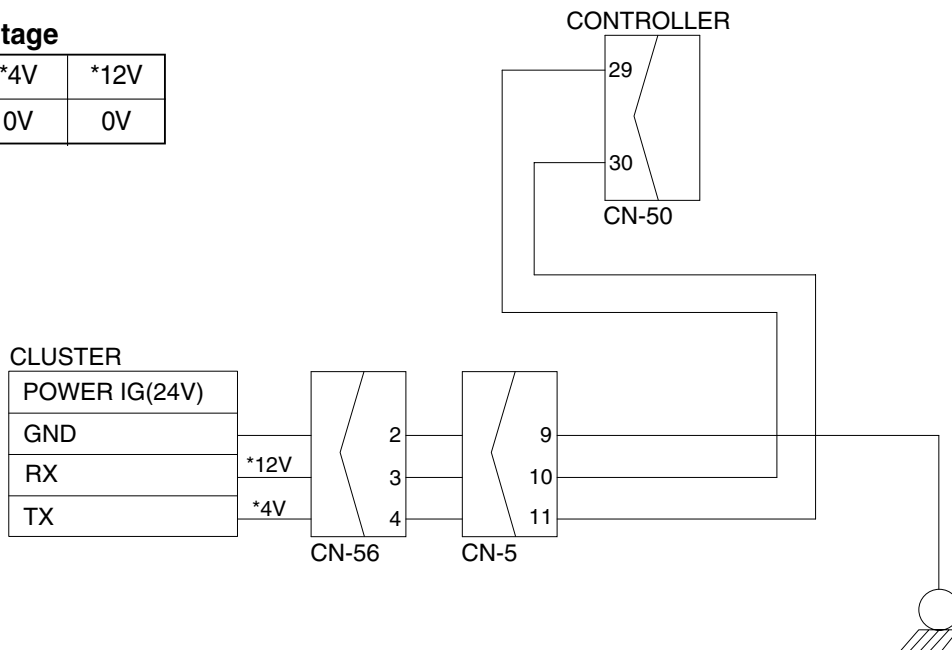 CONTROLLER
*4V *12V
0V 0V
29
30
CN-50
CLUSTER
POWER IG(24V)
GND
RX
TX
*12V
*4V
2
3
4
CN-56
9
10
11
CN-5